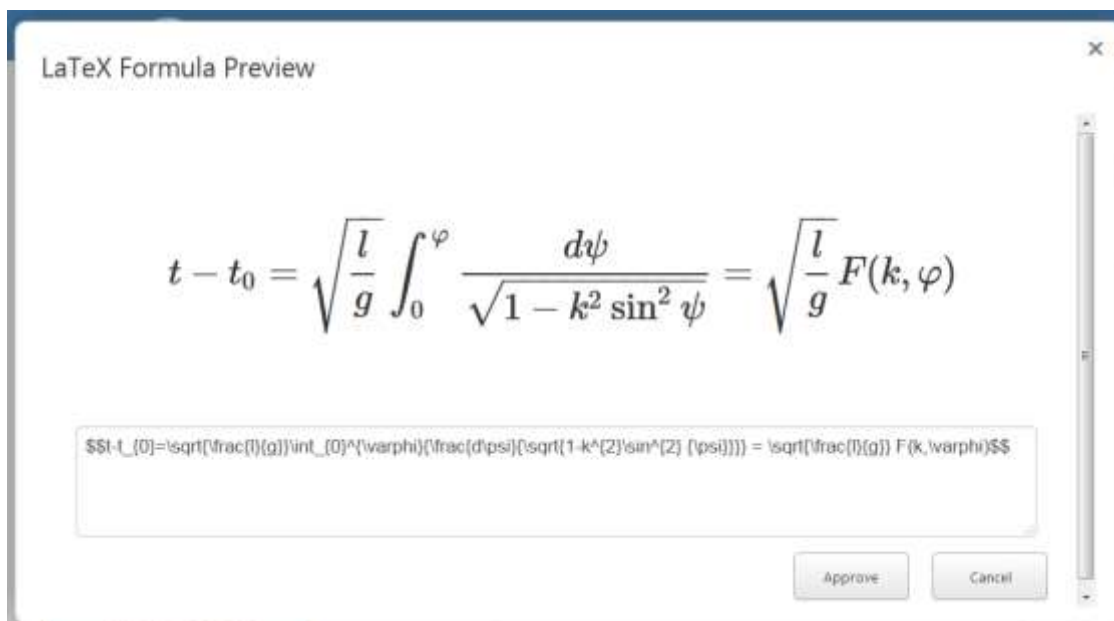 LaTeX Formula Preview
×
t − t₀ = √(l/g) ∫₀^φ dψ / √(1 − k² sin² ψ) = √(l/g) F(k, φ)
$$t-t_{0}=\sqrt{\frac{l}{g}}\int_{0}^{\varphi}{\frac{d\psi}{\sqrt{1-k^{2}\sin^{2} {\psi}}}} = \sqrt{\frac{l}{g}} F(k,\varphi)$$
Approve Cancel